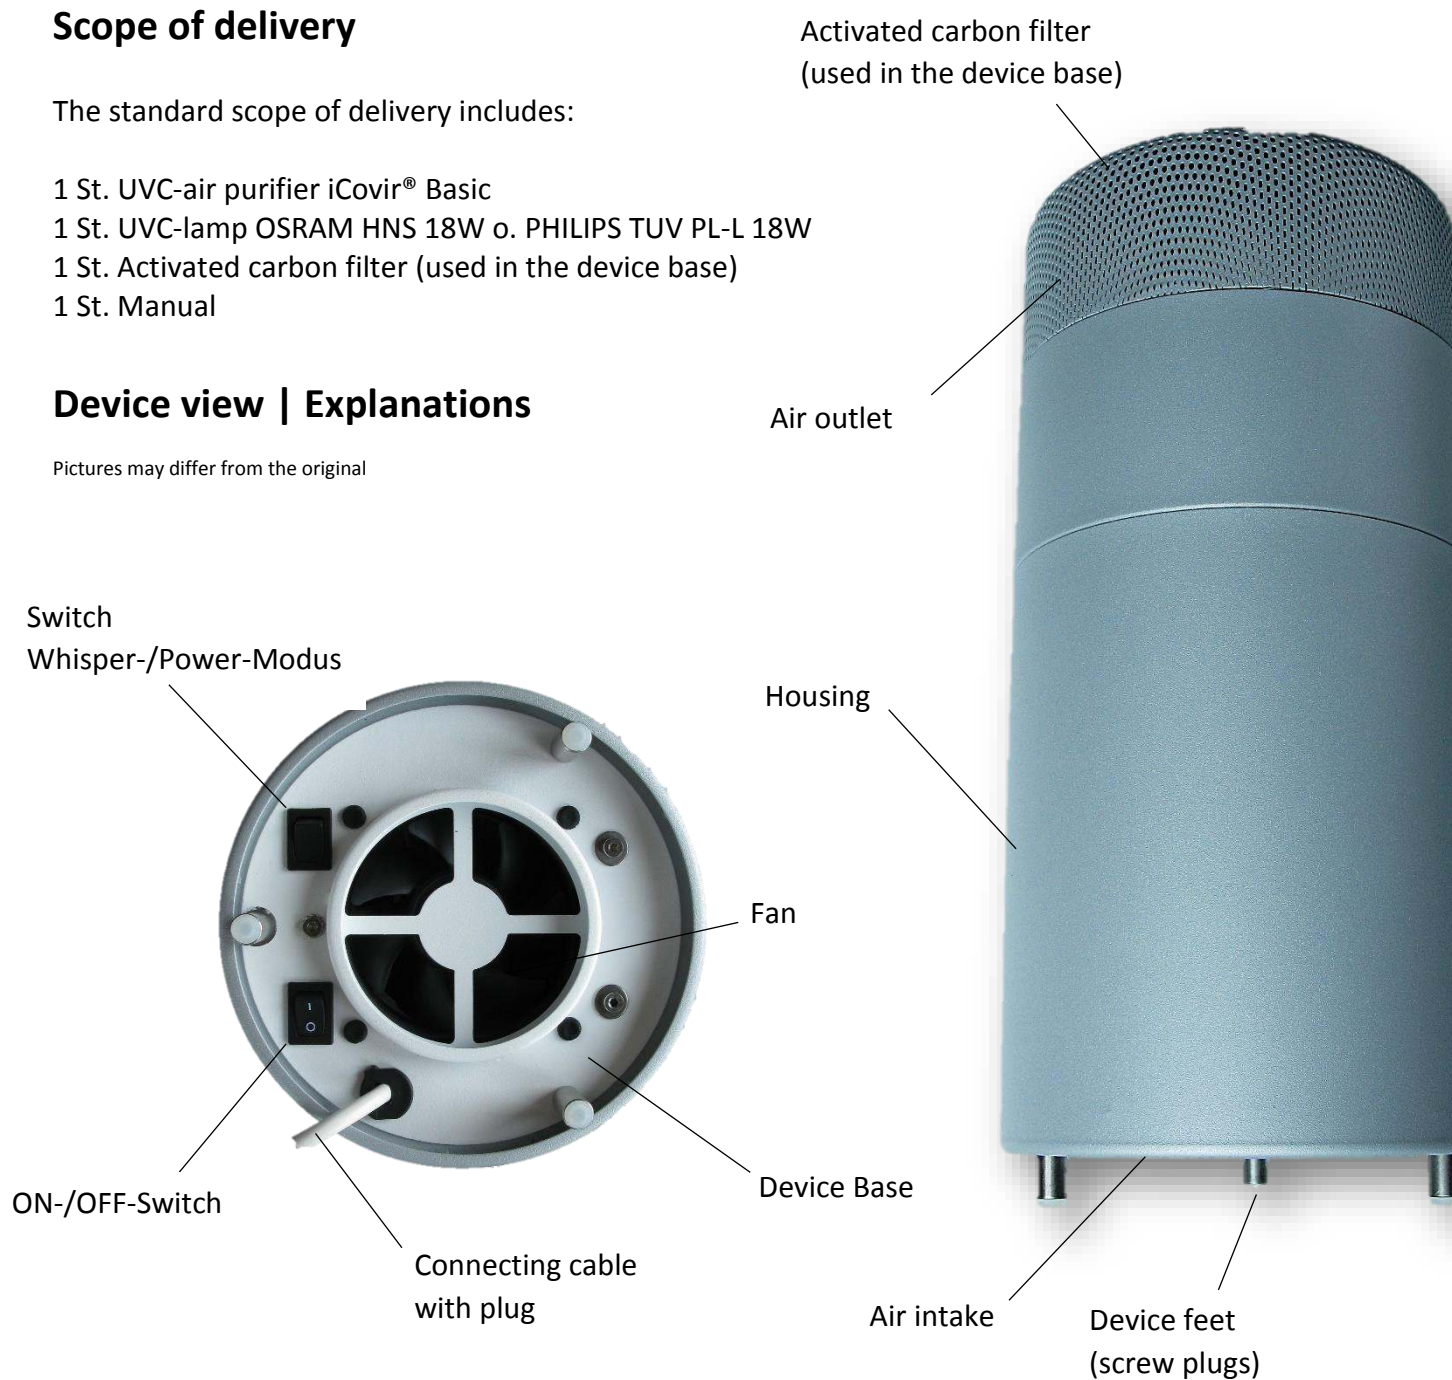 Scope of delivery
The standard scope of delivery includes:
1 St. UVC-air purifier iCovir® Basic
1 St. UVC-lamp OSRAM HNS 18W o. PHILIPS TUV PL-L 18W
1 St. Activated carbon filter (used in the device base)
1 St. Manual
Device view | Explanations
Pictures may differ from the original
Activated carbon filter
(used in the device base)
Air outlet
Switch
Whisper-/Power-Modus
Housing
Fan
ON-/OFF-Switch
Device Base
Connecting cable
with plug
Air intake
Device feet
(screw plugs)